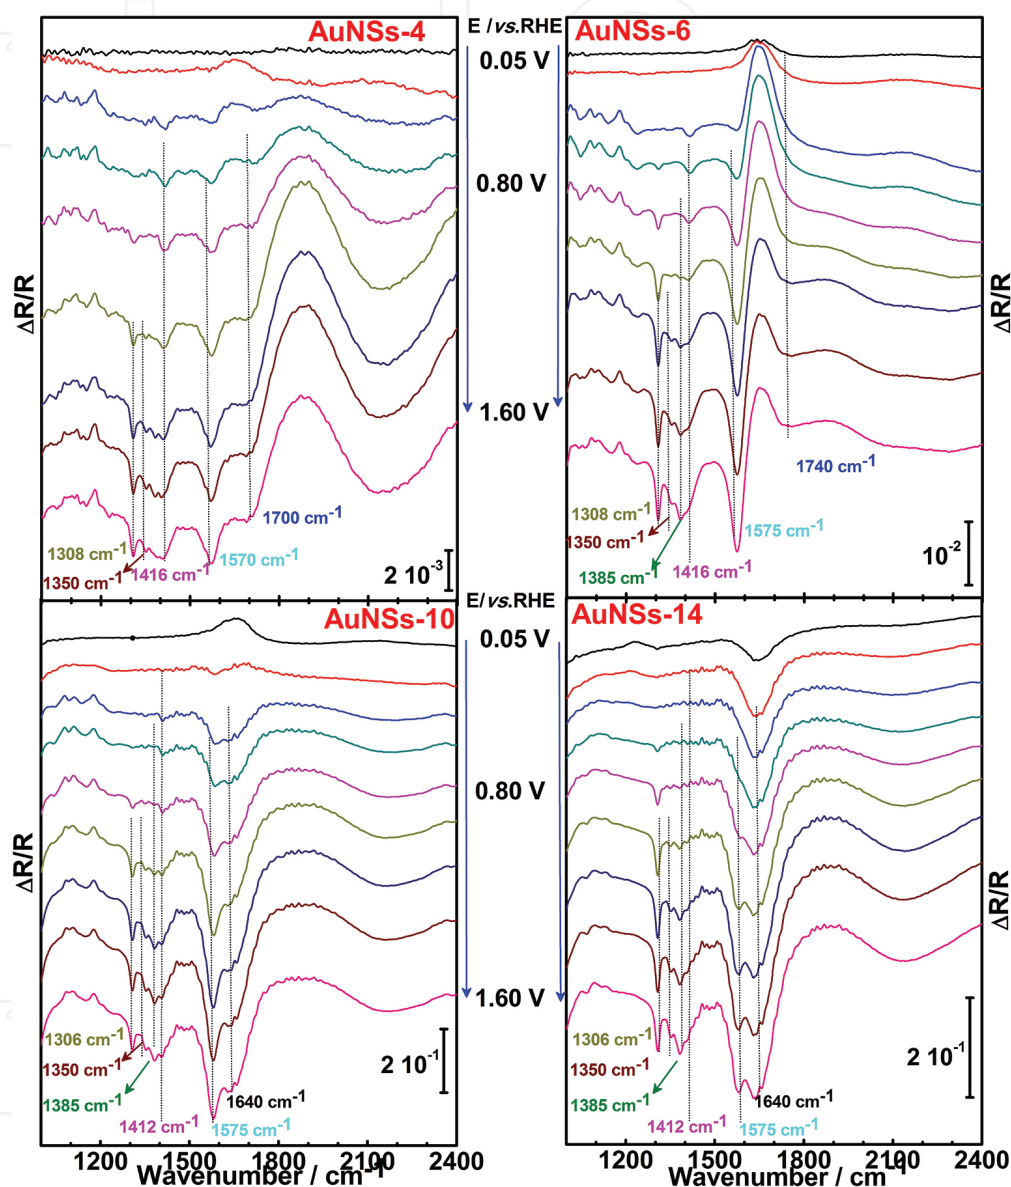 AuNSs-4
E /vs.RHE
AuNSs-6
0.05 V
0.80 V
1.60 V
ΔR/R
ΔR/R
1700 cm-1
1308 cm-1
1570 cm-1
1350 cm-1
1416 cm-1
2 10-3
1740 cm-1
1308 cm-1
1575 cm-1
1350 cm-1
1385 cm-1
1416 cm-1
10-2
AuNSs-10
E/vs.RHE
AuNSs-14
0.05 V
0.80 V
1.60 V
ΔR/R
ΔR/R
1306 cm-1
1350 cm-1
1385 cm-1
1640 cm-1
1412 cm-1
1575 cm-1
2 10-1
1306 cm-1
1350 cm-1
1385 cm-1
1640 cm-1
1412 cm-1
1575 cm-1
2 10-1
1200 1500 1800 2100 2400
Wavenumber / cm-1
1200 1500 1800 2100 2400
Wavenumber / cm-1